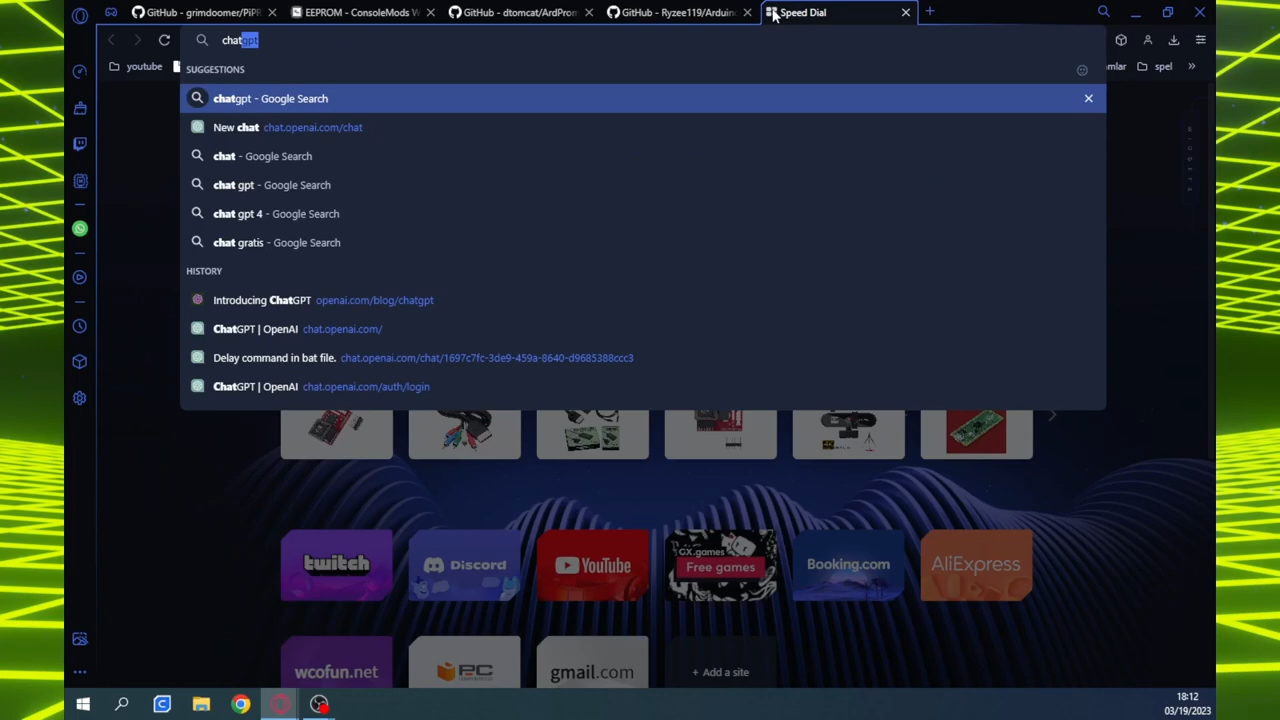 GitHub - grimdoomer/PiPR
EEPROM - ConsoleMods W
GitHub - dtomcat/ArdProm
GitHub - Ryzee119/Arduin
Speed Dial
chatgpt
youtube
mlar
spel
SUGGESTIONS
chatgpt - Google Search
New chat chat.openai.com/chat
chat - Google Search
chat gpt - Google Search
chat gpt 4 - Google Search
chat gratis - Google Search
HISTORY
Introducing ChatGPT openai.com/blog/chatgpt
ChatGPT | OpenAI chat.openai.com/
Delay command in bat file. chat.openai.com/chat/1697c7fc-3de9-459a-8640-d9685388ccc3
ChatGPT | OpenAI chat.openai.com/auth/login
WIDGETS
4K
twitch
Discord
YouTube
GX.games
Free games
Booking.com
AliExpress
wcofun.net
PC
gmail.com
+ Add a site
18:12
03/19/2023